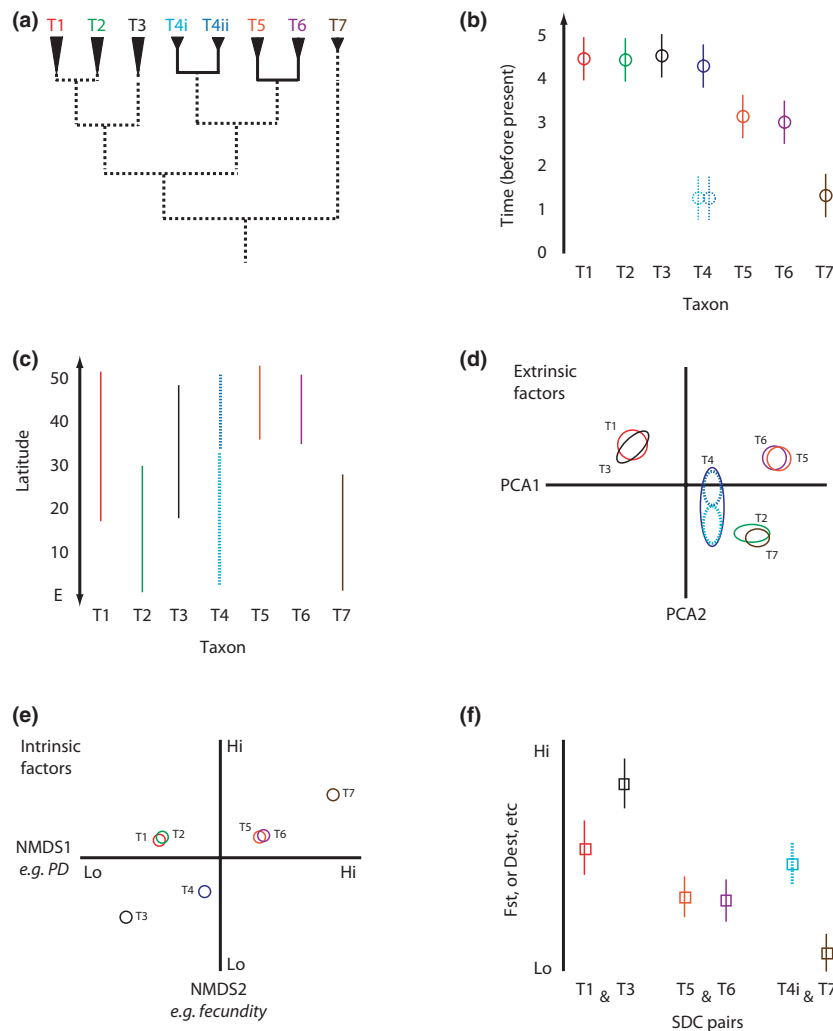 (a)
T1 T2 T3 T4i T4ii T5 T6 T7
(b)
Time (before present)
5
4
3
2
1
0
T1 T2 T3 T4 T5 T6 T7
Taxon
(c)
Latitude
50
40
30
20
10
E
T1 T2 T3 T4 T5 T6 T7
Taxon
(d)
Extrinsic
factors
T1
T3
T4
T6
T5
PCA1
T2
T7
PCA2
(e)
Intrinsic
factors
Hi
T7
T1 T2
T5 T6
NMDS1
e.g. PD
Lo
Hi
T4
T3
Lo
NMDS2
e.g. fecundity
(f)
Hi
Fst, or Dest, etc
Lo
T1 & T3 T5 & T6 T4i & T7
SDC pairs